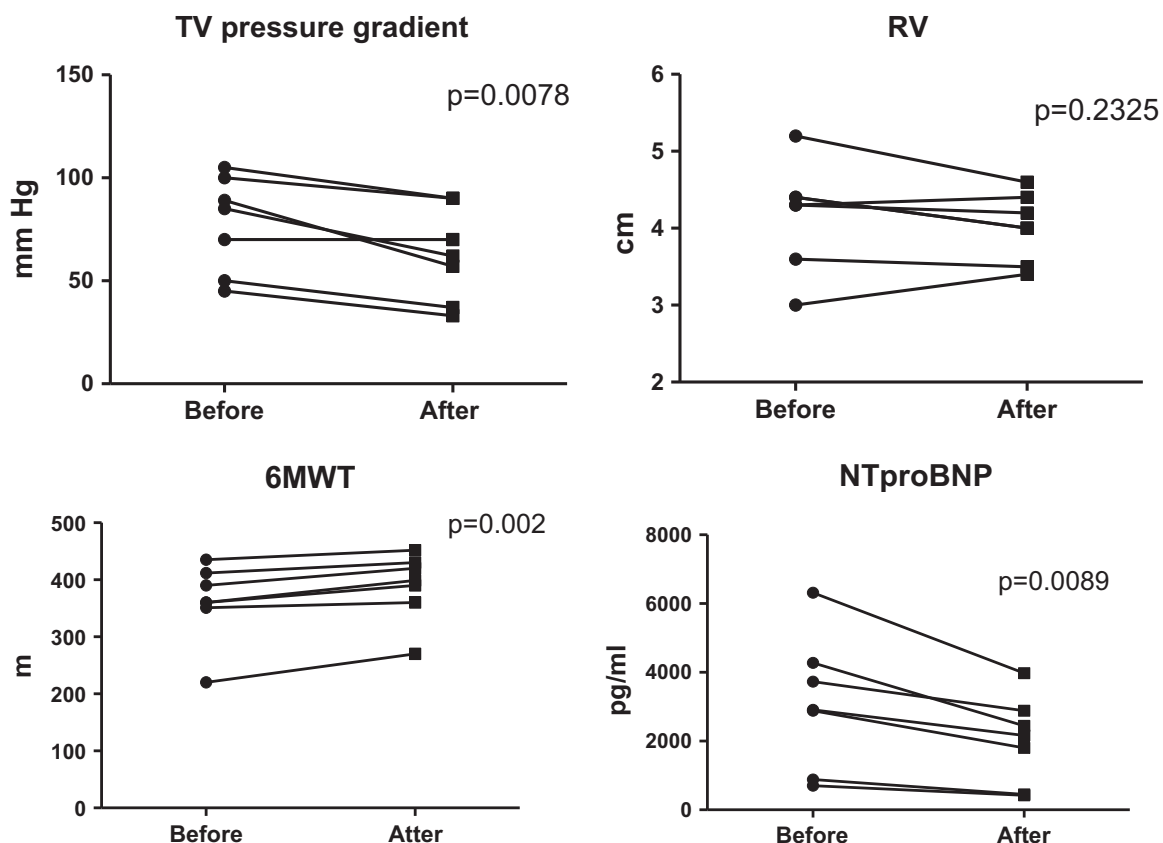 TV pressure gradient
p=0.0078
mm Hg
150
100
50
0
Before
After
RV
p=0.2325
cm
6
5
4
3
2
Before
After
6MWT
p=0.002
m
500
400
300
200
100
0
Before
Atter
NTproBNP
p=0.0089
pg/ml
8000
6000
4000
2000
0
Before
After